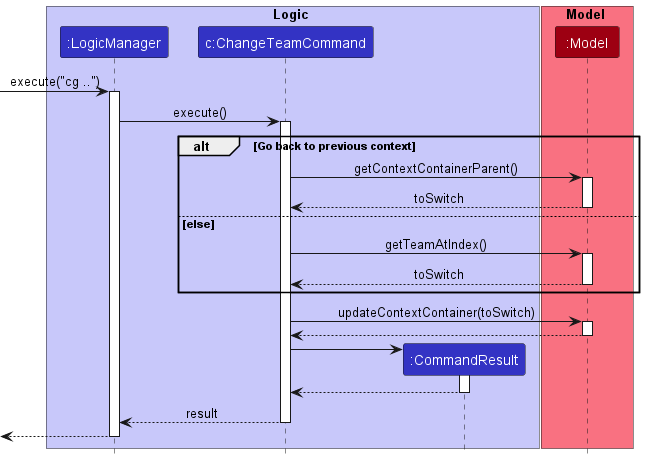 Logic
Model
:LogicManager
c:ChangeTeamCommand
:Model
execute("cg ..")
execute()
alt
[Go back to previous context]
getContextContainerParent()
toSwitch
[else]
getTeamAtIndex()
toSwitch
updateContextContainer(toSwitch)
:CommandResult
result